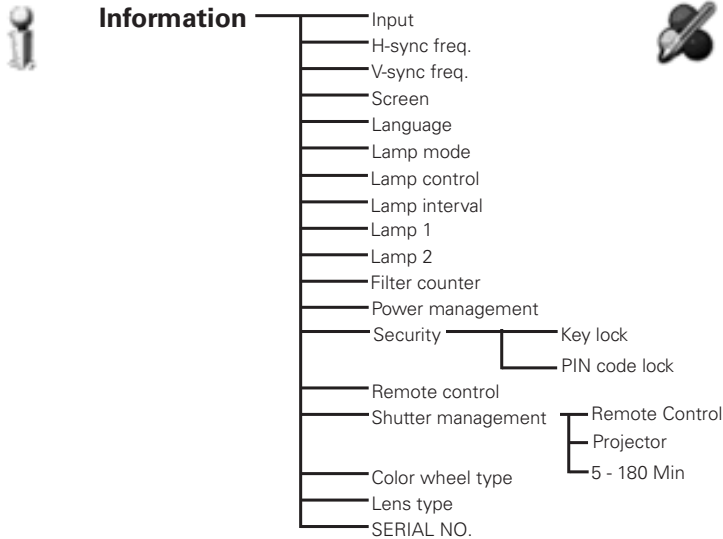 Information
Input
H-sync freq.
V-sync freq.
Screen
Language
Lamp mode
Lamp control
Lamp interval
Lamp 1
Lamp 2
Filter counter
Power management
Security
Key lock
PIN code lock
Remote control
Shutter management
Remote Control
Projector
5 - 180 Min
Color wheel type
Lens type
SERIAL NO.